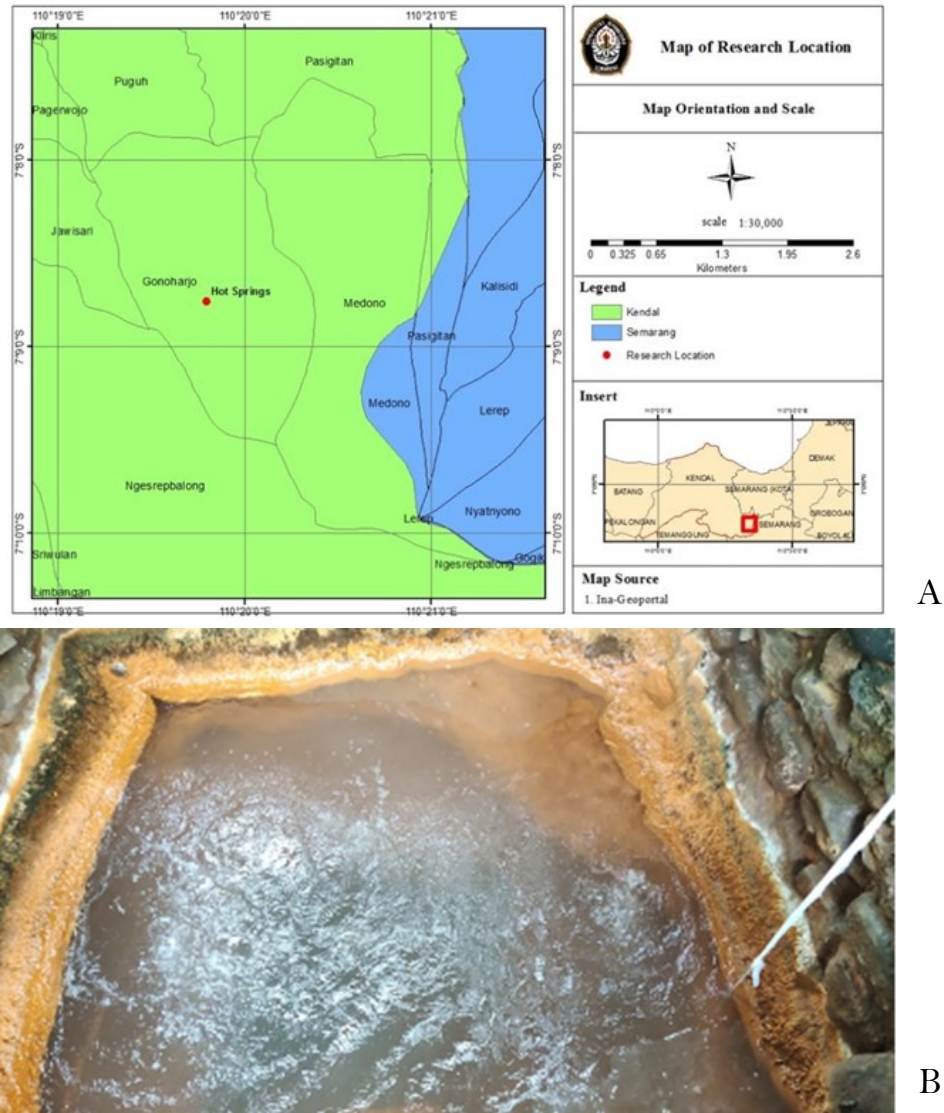 110°19'0"E 110°20'0"E 110°21'0"E
Kliris
Pasigitan
Puguh
Pagerwojo
7°8'0"S 7°8'0"S
Jawisari
Gonoharjo
Hot Springs
Kalisidi
Medono
Pasigitan
7°9'0"S 7°9'0"S
Medono
Lerep
Ngesrepbalong
Nyatnyono
Lerep
7°10'0"S 7°10'0"S
Sriwulan
Ngesrepbalong
Gogik
Limbangan
110°19'0"E 110°20'0"E 110°21'0"E
Map of Research Location
Map Orientation and Scale
N
scale 1:30,000
0 0.325 0.65 1.3 1.95 2.6
Kilometers
Legend
Kendal
Semarang
Research Location
Insert
DEMAK
KENDAL
BATANG
SEMARANG (KOTA
PEKALONGAN
SEMARANG
TEMANGGUNG
Map Source
1. Ina-Geoportal
A
B